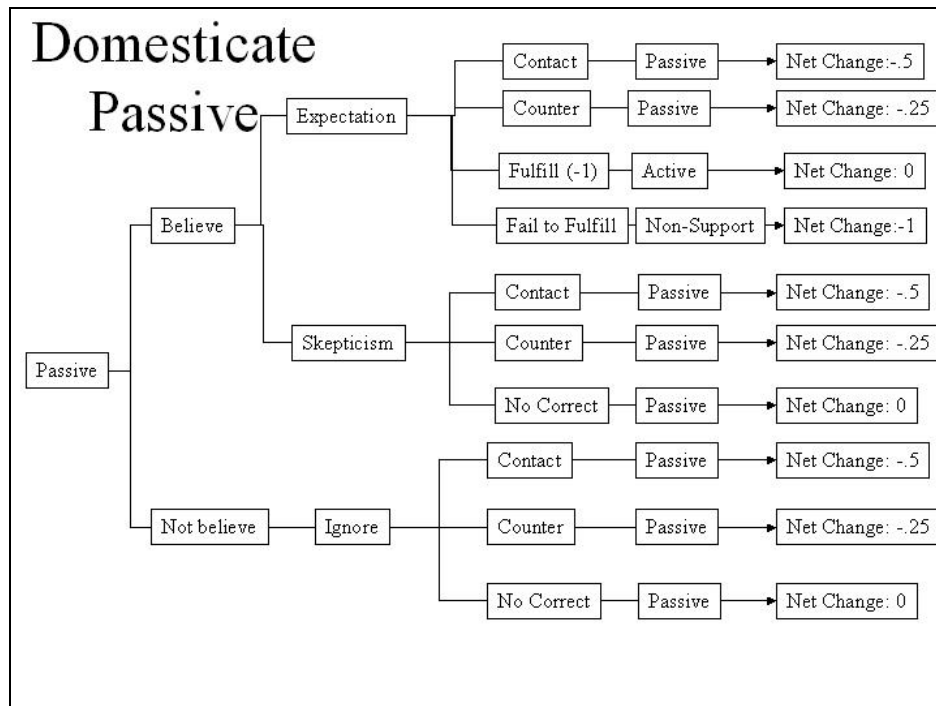 Domesticate
Passive
Contact Passive Net Change:-.5
Counter Passive Net Change: -.25
Expectation
Fulfill (-1) Active Net Change: 0
Fail to Fulfill Non-Support Net Change:-1
Believe
Contact Passive Net Change: -.5
Skepticism Counter Passive Net Change: -.25
Passive
No Correct Passive Net Change: 0
Contact Passive Net Change: -.5
Not believe Ignore Counter Passive Net Change: -.25
No Correct Passive Net Change: 0